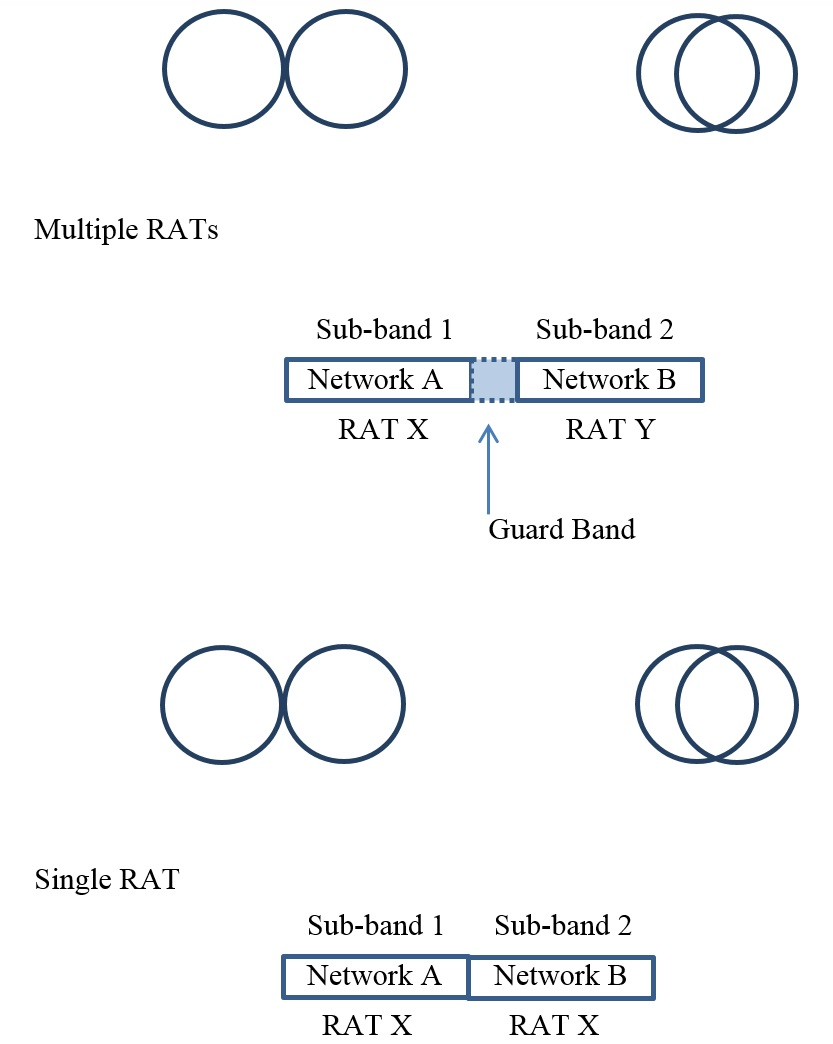 Multiple RATs
Sub-band 1 Sub-band 2
Network A Network B
RAT X RAT Y
Guard Band
Single RAT
Sub-band 1 Sub-band 2
Network A Network B
RAT X RAT X